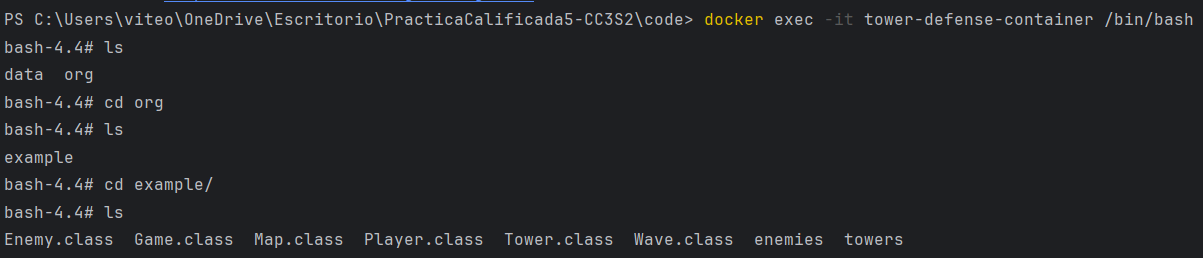 PS C:\Users\viteo\OneDrive\Escritorio\PracticaCalificada5-CC3S2\code> docker exec -it tower-defense-container /bin/bash
bash-4.4# ls
data  org
bash-4.4# cd org
bash-4.4# ls
example
bash-4.4# cd example/
bash-4.4# ls
Enemy.class  Game.class  Map.class  Player.class  Tower.class  Wave.class  enemies  towers